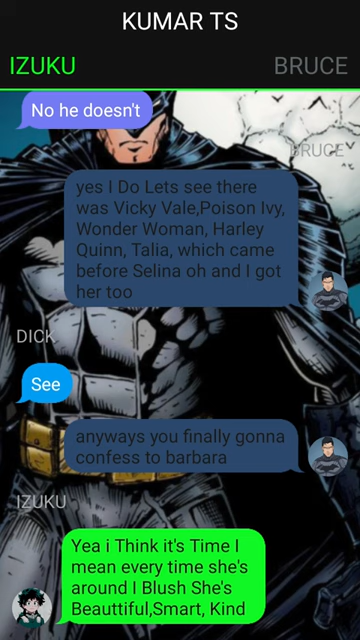 KUMAR TS
IZUKU
BRUCE
No he doesn't
BRUCE
yes I Do Lets see there
was Vicky Vale,Poison Ivy,
Wonder Woman, Harley
Quinn, Talia, which came
before Selina oh and I got
her too
DICK
See
anyways you finally gonna
confess to barbara
IZUKU
Yea i Think it's Time I
mean every time she's
around I Blush She's
Beauttiful,Smart, Kind